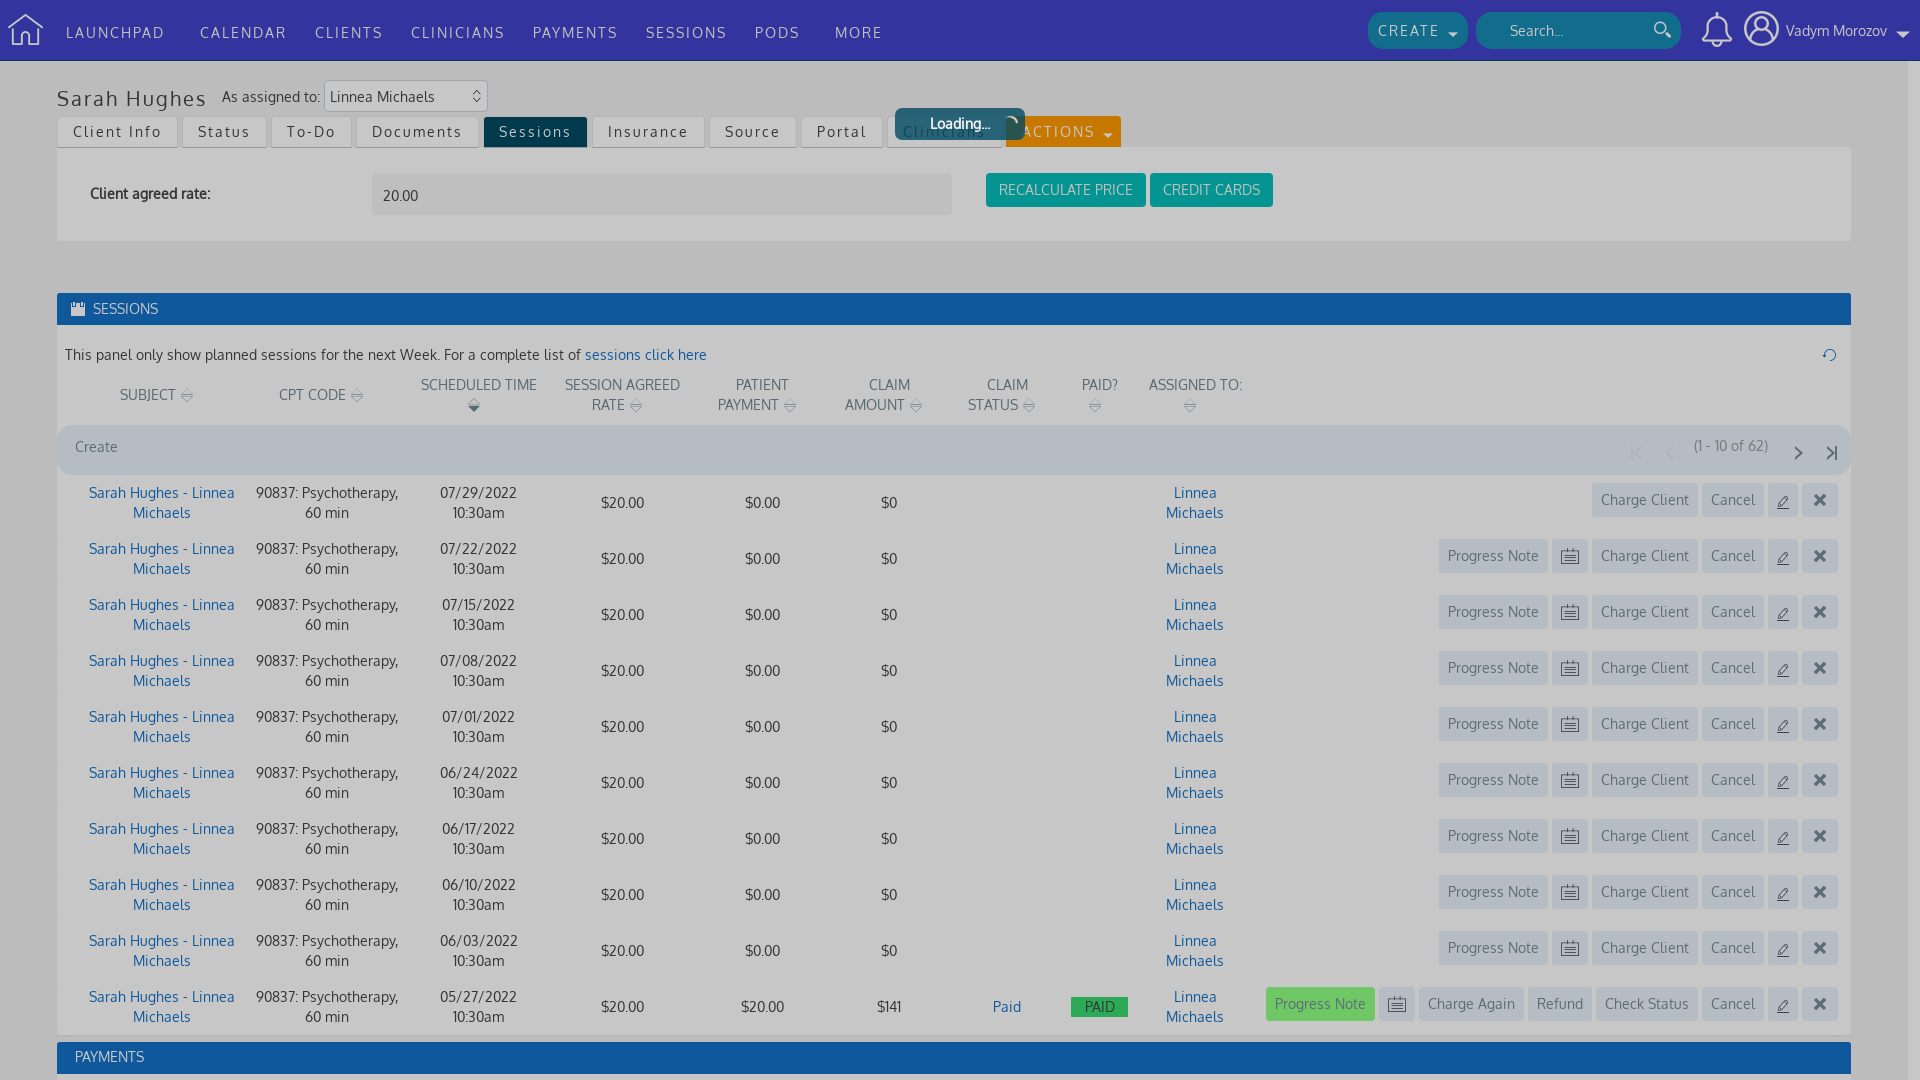 LAUNCHPAD CALENDAR CLIENTS CLINICIANS PAYMENTS SESSIONS PODS MORE CREATE Search... Vadym Morozov
Sarah Hughes As assigned to: Linnea Michaels
Client Info Status To-Do Documents Sessions Insurance Source Portal Clinicians ACTIONS
Loading...
Client agreed rate: 20.00 RECALCULATE PRICE CREDIT CARDS
SESSIONS
This panel only show planned sessions for the next Week. For a complete list of sessions click here
SUBJECT CPT CODE SCHEDULED TIME SESSION AGREED RATE PATIENT PAYMENT CLAIM AMOUNT CLAIM STATUS PAID? ASSIGNED TO:
Create (1 - 10 of 62)
Sarah Hughes - Linnea Michaels 90837: Psychotherapy, 60 min 07/29/2022 10:30am $20.00 $0.00 $0 Linnea Michaels Charge Client Cancel
Sarah Hughes - Linnea Michaels 90837: Psychotherapy, 60 min 07/22/2022 10:30am $20.00 $0.00 $0 Linnea Michaels Progress Note Charge Client Cancel
Sarah Hughes - Linnea Michaels 90837: Psychotherapy, 60 min 07/15/2022 10:30am $20.00 $0.00 $0 Linnea Michaels Progress Note Charge Client Cancel
Sarah Hughes - Linnea Michaels 90837: Psychotherapy, 60 min 07/08/2022 10:30am $20.00 $0.00 $0 Linnea Michaels Progress Note Charge Client Cancel
Sarah Hughes - Linnea Michaels 90837: Psychotherapy, 60 min 07/01/2022 10:30am $20.00 $0.00 $0 Linnea Michaels Progress Note Charge Client Cancel
Sarah Hughes - Linnea Michaels 90837: Psychotherapy, 60 min 06/24/2022 10:30am $20.00 $0.00 $0 Linnea Michaels Progress Note Charge Client Cancel
Sarah Hughes - Linnea Michaels 90837: Psychotherapy, 60 min 06/17/2022 10:30am $20.00 $0.00 $0 Linnea Michaels Progress Note Charge Client Cancel
Sarah Hughes - Linnea Michaels 90837: Psychotherapy, 60 min 06/10/2022 10:30am $20.00 $0.00 $0 Linnea Michaels Progress Note Charge Client Cancel
Sarah Hughes - Linnea Michaels 90837: Psychotherapy, 60 min 06/03/2022 10:30am $20.00 $0.00 $0 Linnea Michaels Progress Note Charge Client Cancel
Sarah Hughes - Linnea Michaels 90837: Psychotherapy, 60 min 05/27/2022 10:30am $20.00 $20.00 $141 Paid PAID Linnea Michaels Progress Note Charge Again Refund Check Status Cancel
PAYMENTS